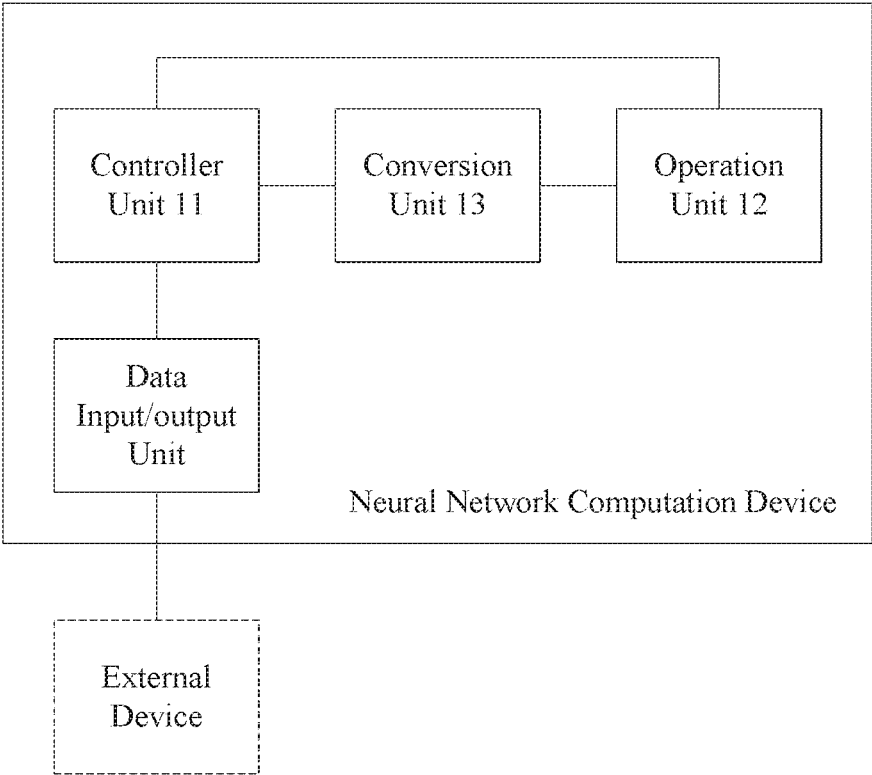 Controller
Unit 11
Conversion
Unit 13
Operation
Unit 12
Data
Input/output
Unit
Neural Network Computation Device
External
Device